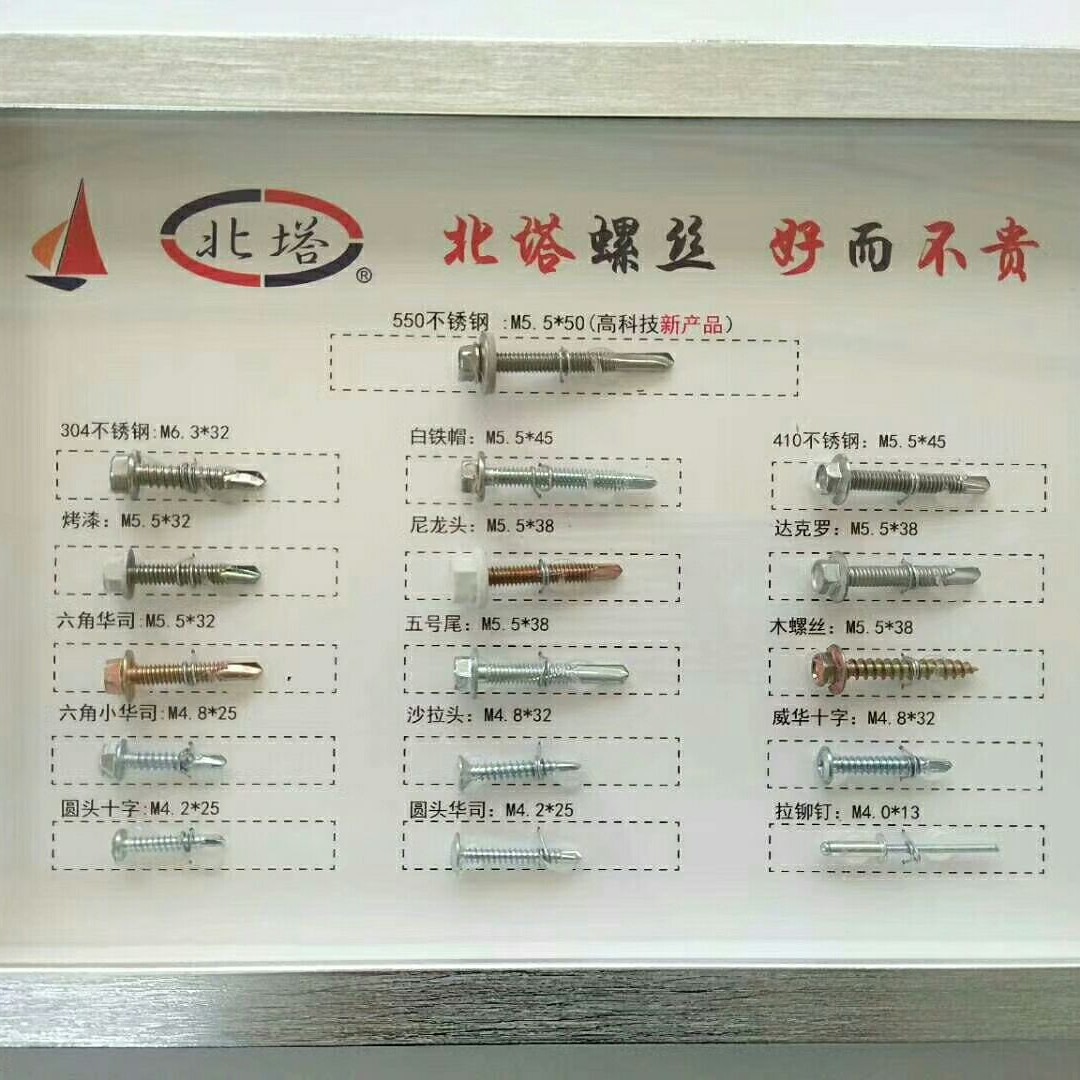 北塔 ® 北塔螺丝 好而不贵
550不锈钢 :M5.5*50(高科技新产品)
304不锈钢:M6.3*32 白铁帽: M5.5*45 410不锈钢: M5.5*45
烤漆: M5.5*32 尼龙头: M5.5*38 达克罗: M5.5*38
六角华司:M5.5*32 五号尾: M5.5*38 木螺丝: M5.5*38
六角小华司:M4.8*25 沙拉头: M4.8*32 威华十字: M4.8*32
圆头十字:M4.2*25 圆头华司: M4.2*25 拉铆钉: M4.0*13